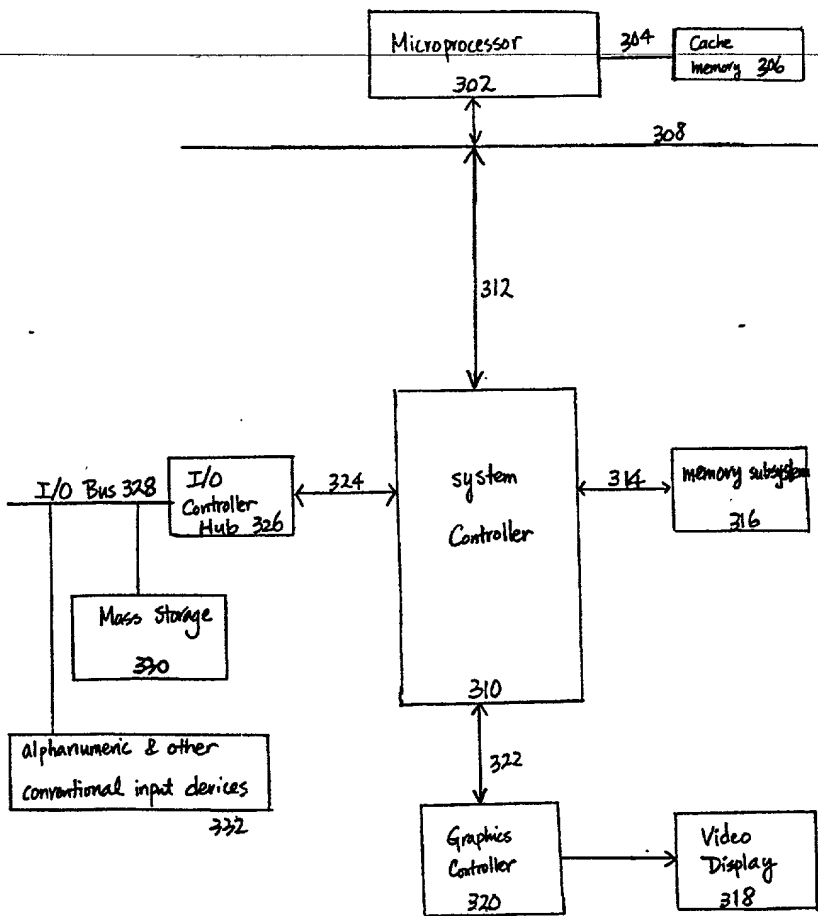 Microprocessor
302
304
Cache
memory 306
308
312
I/O Bus 328
I/O
Controller
Hub 326
324
system
Controller
310
314
memory subsystem
316
Mass Storage
330
alphanumeric & other
conventional input devices
332
322
Graphics
Controller
320
Video
Display
318